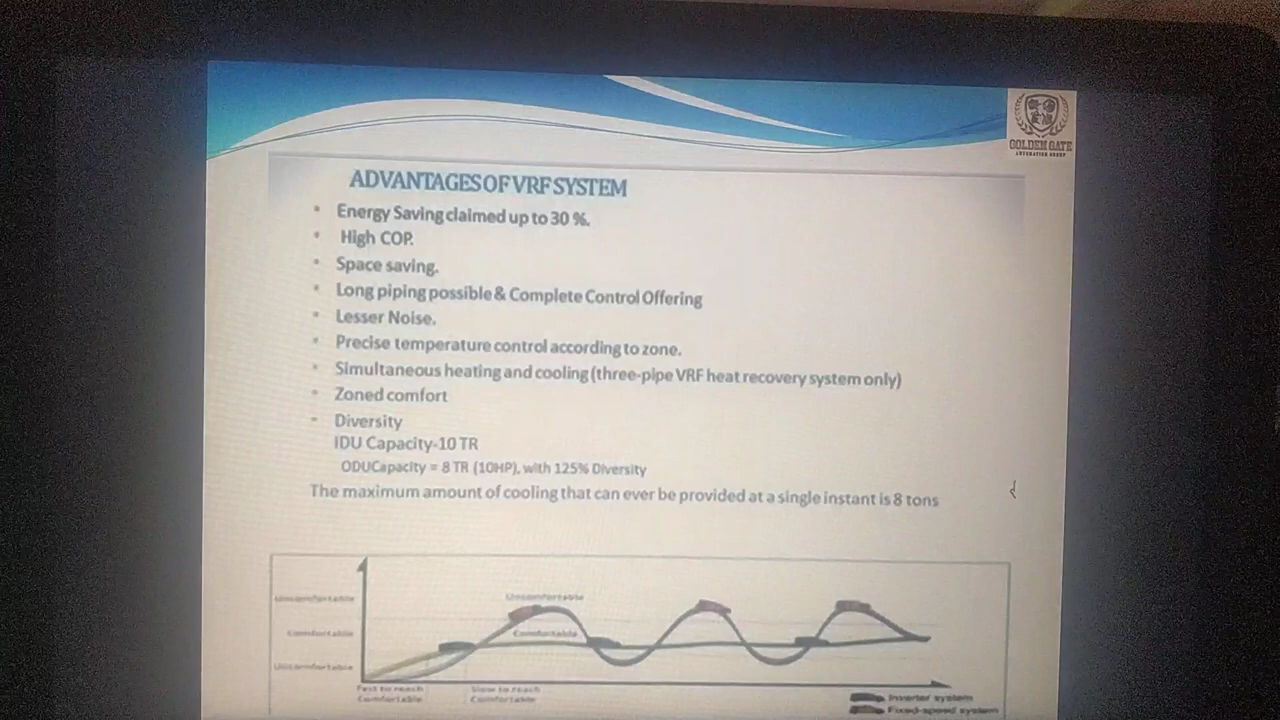 GOLDEN GATE
AUTOMATION GROUP
ADVANTAGES OF VRF SYSTEM
• Energy Saving claimed up to 30 %.
• High COP.
• Space saving.
• Long piping possible & Complete Control Offering
• Lesser Noise.
• Precise temperature control according to zone.
• Simultaneous heating and cooling (three-pipe VRF heat recovery system only)
• Zoned comfort
- Diversity
IDU Capacity-10 TR
ODUCapacity = 8 TR (10HP), with 125% Diversity
The maximum amount of cooling that can ever be provided at a single instant is 8 tons
Uncomfortable
Uncomfortable
Comfortable
Comfortable
Uncomfortable
Fast to reach
Comfortable
Slow to reach
Comfortable
Inverter system
Fixed-speed system